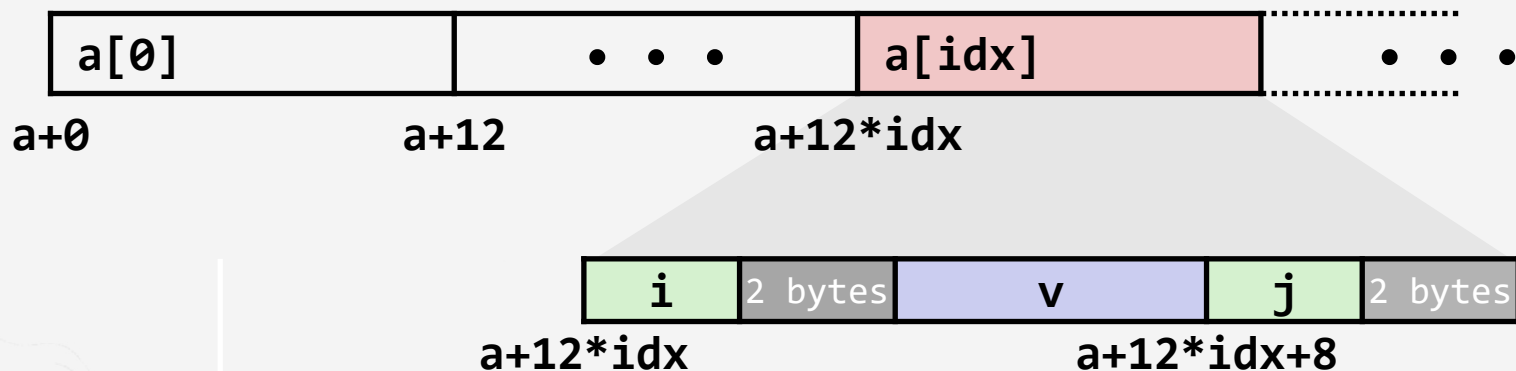 a[0] • • • a[idx] • • •
a+0 a+12 a+12*idx
i 2 bytes v j 2 bytes
a+12*idx a+12*idx+8